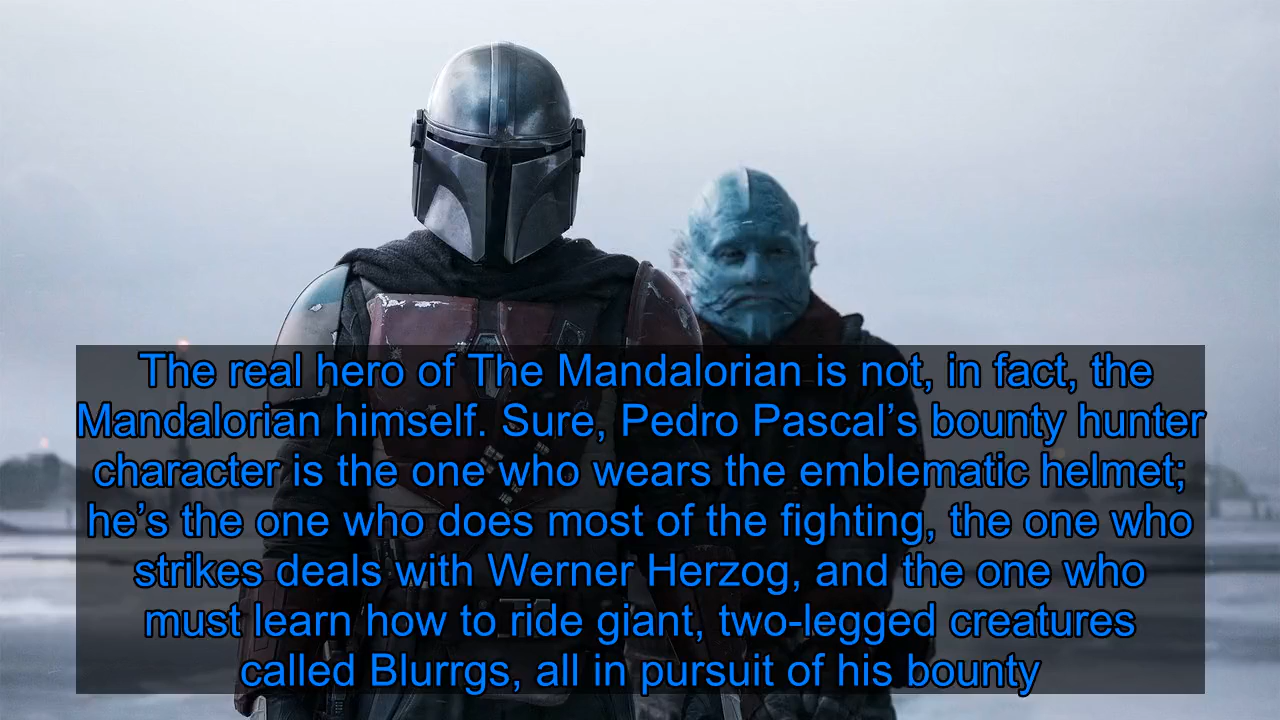 The real hero of The Mandalorian is not, in fact, the
Mandalorian himself. Sure, Pedro Pascal’s bounty hunter
character is the one who wears the emblematic helmet;
he’s the one who does most of the fighting, the one who
strikes deals with Werner Herzog, and the one who
must learn how to ride giant, two-legged creatures
called Blurrgs, all in pursuit of his bounty